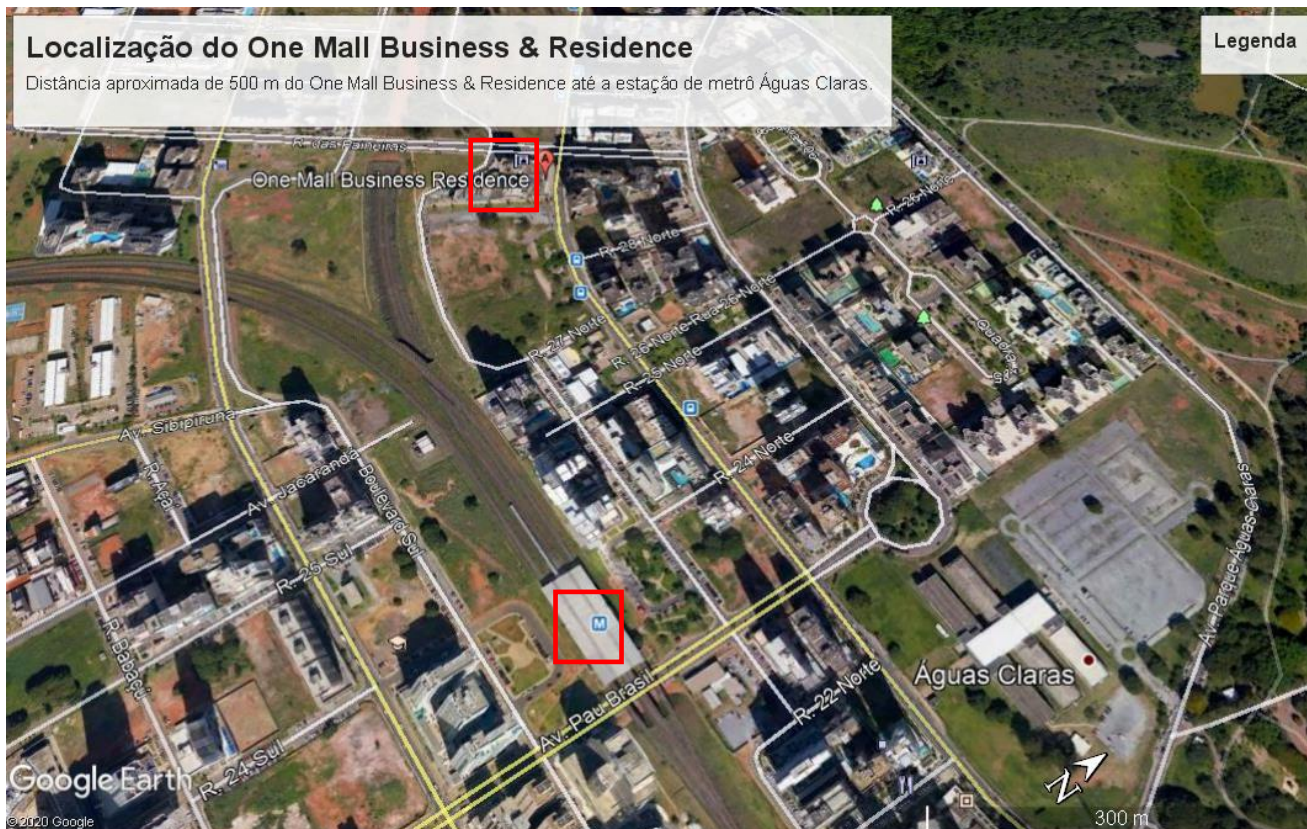 Localização do One Mall Business & Residence
Distância aproximada de 500 m do One Mall Business & Residence até a estação de metrô Águas Claras.
Legenda
R. das Paineiras
One Mall Business Residence
R. 28 Norte
R. 26 Norte
R. 27 Norte
R. 26 Norte Rua 26 Norte
R. 25 Norte
Quadra
Av. Sibipiruna
R. Açaí
Av. Jacarandá
Boulevard Sul
R. 24 Norte
R. 25 Sul
Av. Parque Águas Claras
R. Babaçu
M
Águas Claras
Av. Pau Brasil
R. 22 Norte
R. 24 Sul
Google Earth
N
300 m
© 2020 Google